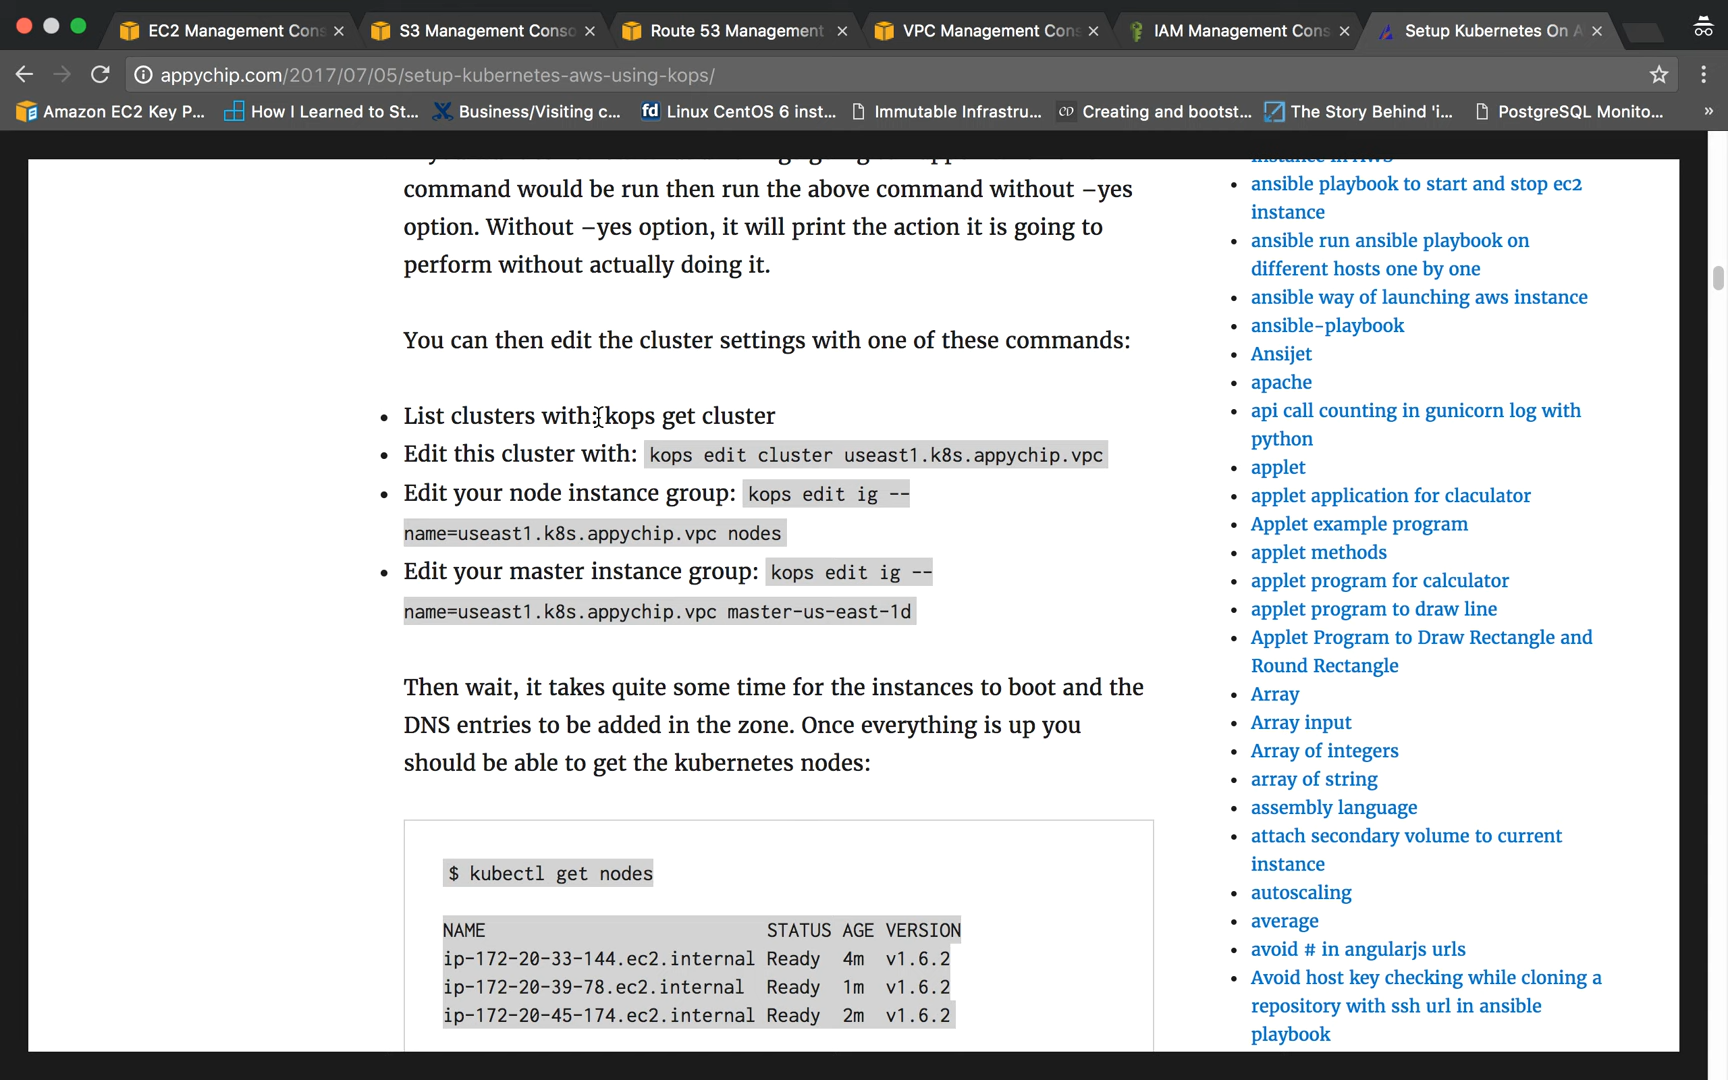 EC2 Management Cons
S3 Management Conso
Route 53 Management
VPC Management Cons
IAM Management Cons
Setup Kubernetes On A
appychip.com/2017/07/05/setup-kubernetes-aws-using-kops/
Amazon EC2 Key P...
How I Learned to St...
Business/Visiting c...
fd Linux CentOS 6 inst...
Immutable Infrastru...
CD Creating and bootst...
The Story Behind 'i...
PostgreSQL Monito...
»
command would be run then run the above command without –yes
option. Without –yes option, it will print the action it is going to
perform without actually doing it.
You can then edit the cluster settings with one of these commands:
• List clusters with: kops get cluster
• Edit this cluster with: kops edit cluster useast1.k8s.appychip.vpc
• Edit your node instance group: kops edit ig --
name=useast1.k8s.appychip.vpc nodes
• Edit your master instance group: kops edit ig --
name=useast1.k8s.appychip.vpc master-us-east-1d
Then wait, it takes quite some time for the instances to boot and the
DNS entries to be added in the zone. Once everything is up you
should be able to get the kubernetes nodes:
$ kubectl get nodes
NAME STATUS AGE VERSION
ip-172-20-33-144.ec2.internal Ready 4m v1.6.2
ip-172-20-39-78.ec2.internal Ready 1m v1.6.2
ip-172-20-45-174.ec2.internal Ready 2m v1.6.2
instance in AWS
• ansible playbook to start and stop ec2
instance
• ansible run ansible playbook on
different hosts one by one
• ansible way of launching aws instance
• ansible-playbook
• Ansijet
• apache
• api call counting in gunicorn log with
python
• applet
• applet application for claculator
• Applet example program
• applet methods
• applet program for calculator
• applet program to draw line
• Applet Program to Draw Rectangle and
Round Rectangle
• Array
• Array input
• Array of integers
• array of string
• assembly language
• attach secondary volume to current
instance
• autoscaling
• average
• avoid # in angularjs urls
• Avoid host key checking while cloning a
repository with ssh url in ansible
playbook